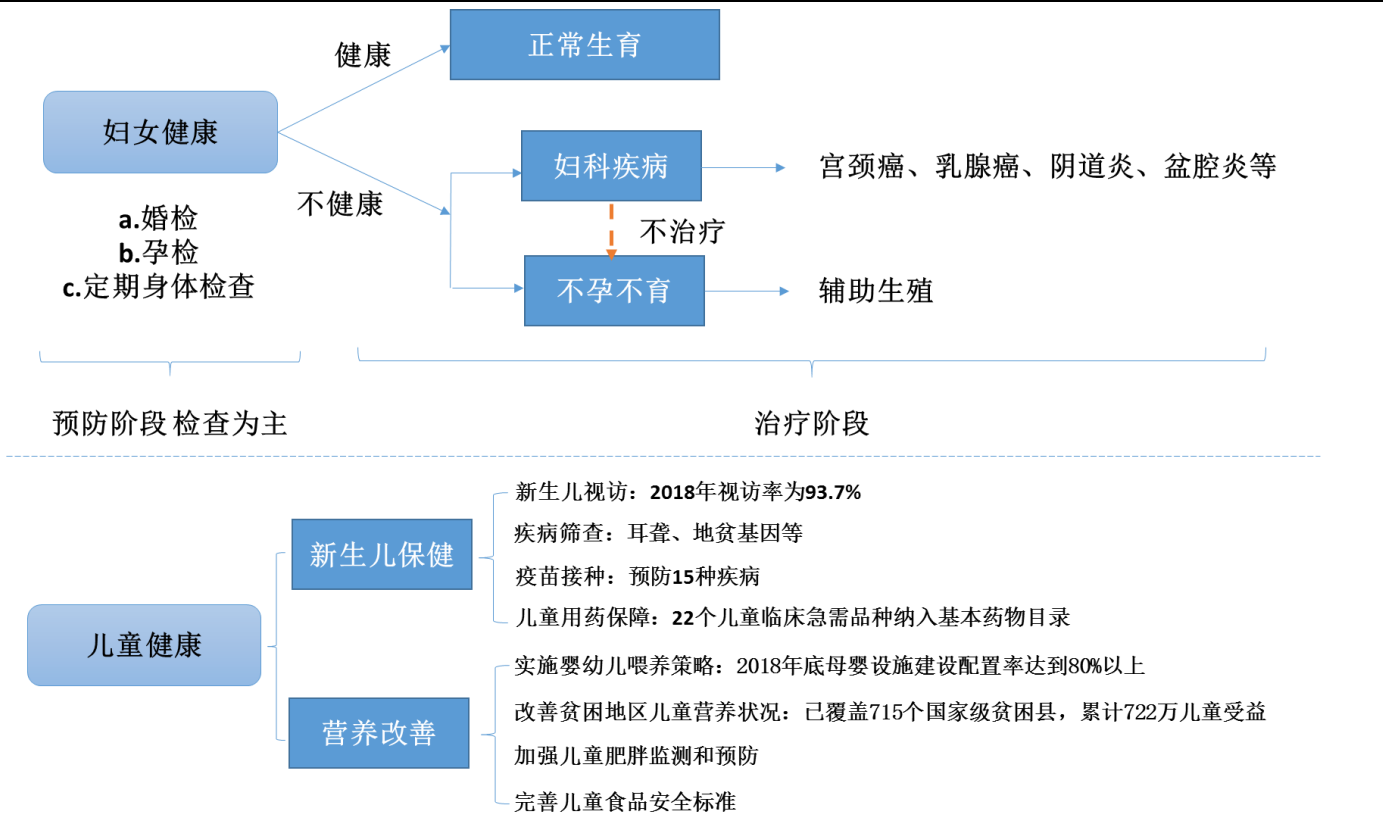 健康
正常生育
妇女健康
妇科疾病
宫颈癌、乳腺癌、阴道炎、盆腔炎等
不健康
a.婚检
b.孕检
c.定期身体检查
不治疗
不孕不育
辅助生殖
预防阶段 检查为主
治疗阶段
儿童健康
新生儿保健
新生儿视访：2018年视访率为93.7%
疾病筛查：耳聋、地贫基因等
疫苗接种：预防15种疾病
儿童用药保障：22个儿童临床急需品种纳入基本药物目录
营养改善
实施婴幼儿喂养策略：2018年底母婴设施建设配置率达到80%以上
改善贫困地区儿童营养状况：已覆盖715个国家级贫困县，累计722万儿童受益
加强儿童肥胖监测和预防
完善儿童食品安全标准